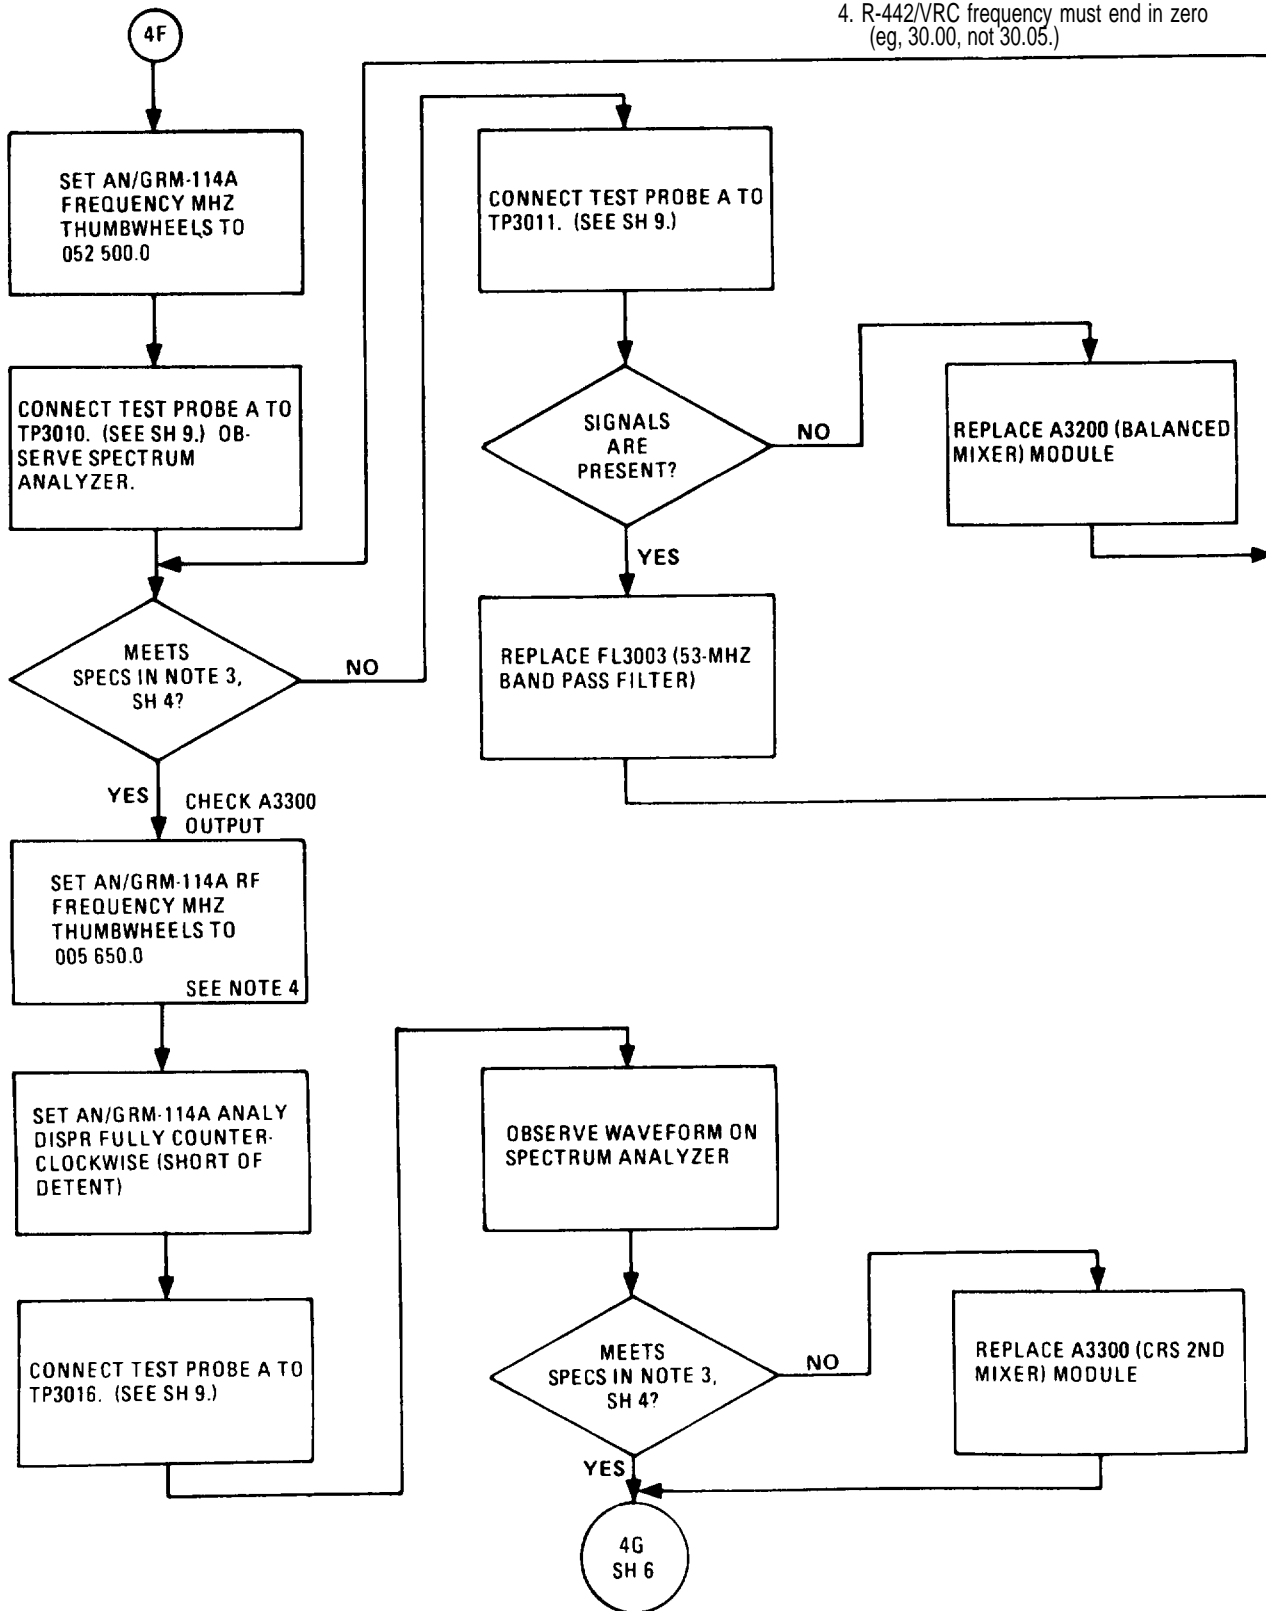 4. R-442/VRC frequency must end in zero
(eg, 30.00, not 30.05.)
4F
SET AN/GRM-114A
FREQUENCY MHZ
THUMBWHEELS TO
052 500.0
CONNECT TEST PROBE A TO
TP3010. (SEE SH 9.) OB-
SERVE SPECTRUM
ANALYZER.
MEETS
SPECS IN NOTE 3,
SH 4?
NO
CONNECT TEST PROBE A TO
TP3011. (SEE SH 9.)
SIGNALS
ARE
PRESENT?
NO
REPLACE A3200 (BALANCED
MIXER) MODULE
YES
REPLACE FL3003 (53-MHZ
BAND PASS FILTER)
YES
CHECK A3300
OUTPUT
SET AN/GRM-114A RF
FREQUENCY MHZ
THUMBWHEELS TO
005 650.0
SEE NOTE 4
SET AN/GRM-114A ANALY
DISPR FULLY COUNTER-
CLOCKWISE (SHORT OF
DETENT)
CONNECT TEST PROBE A TO
TP3016. (SEE SH 9.)
OBSERVE WAVEFORM ON
SPECTRUM ANALYZER
MEETS
SPECS IN NOTE 3,
SH 4?
NO
REPLACE A3300 (CRS 2ND
MIXER) MODULE
YES
4G
SH 6